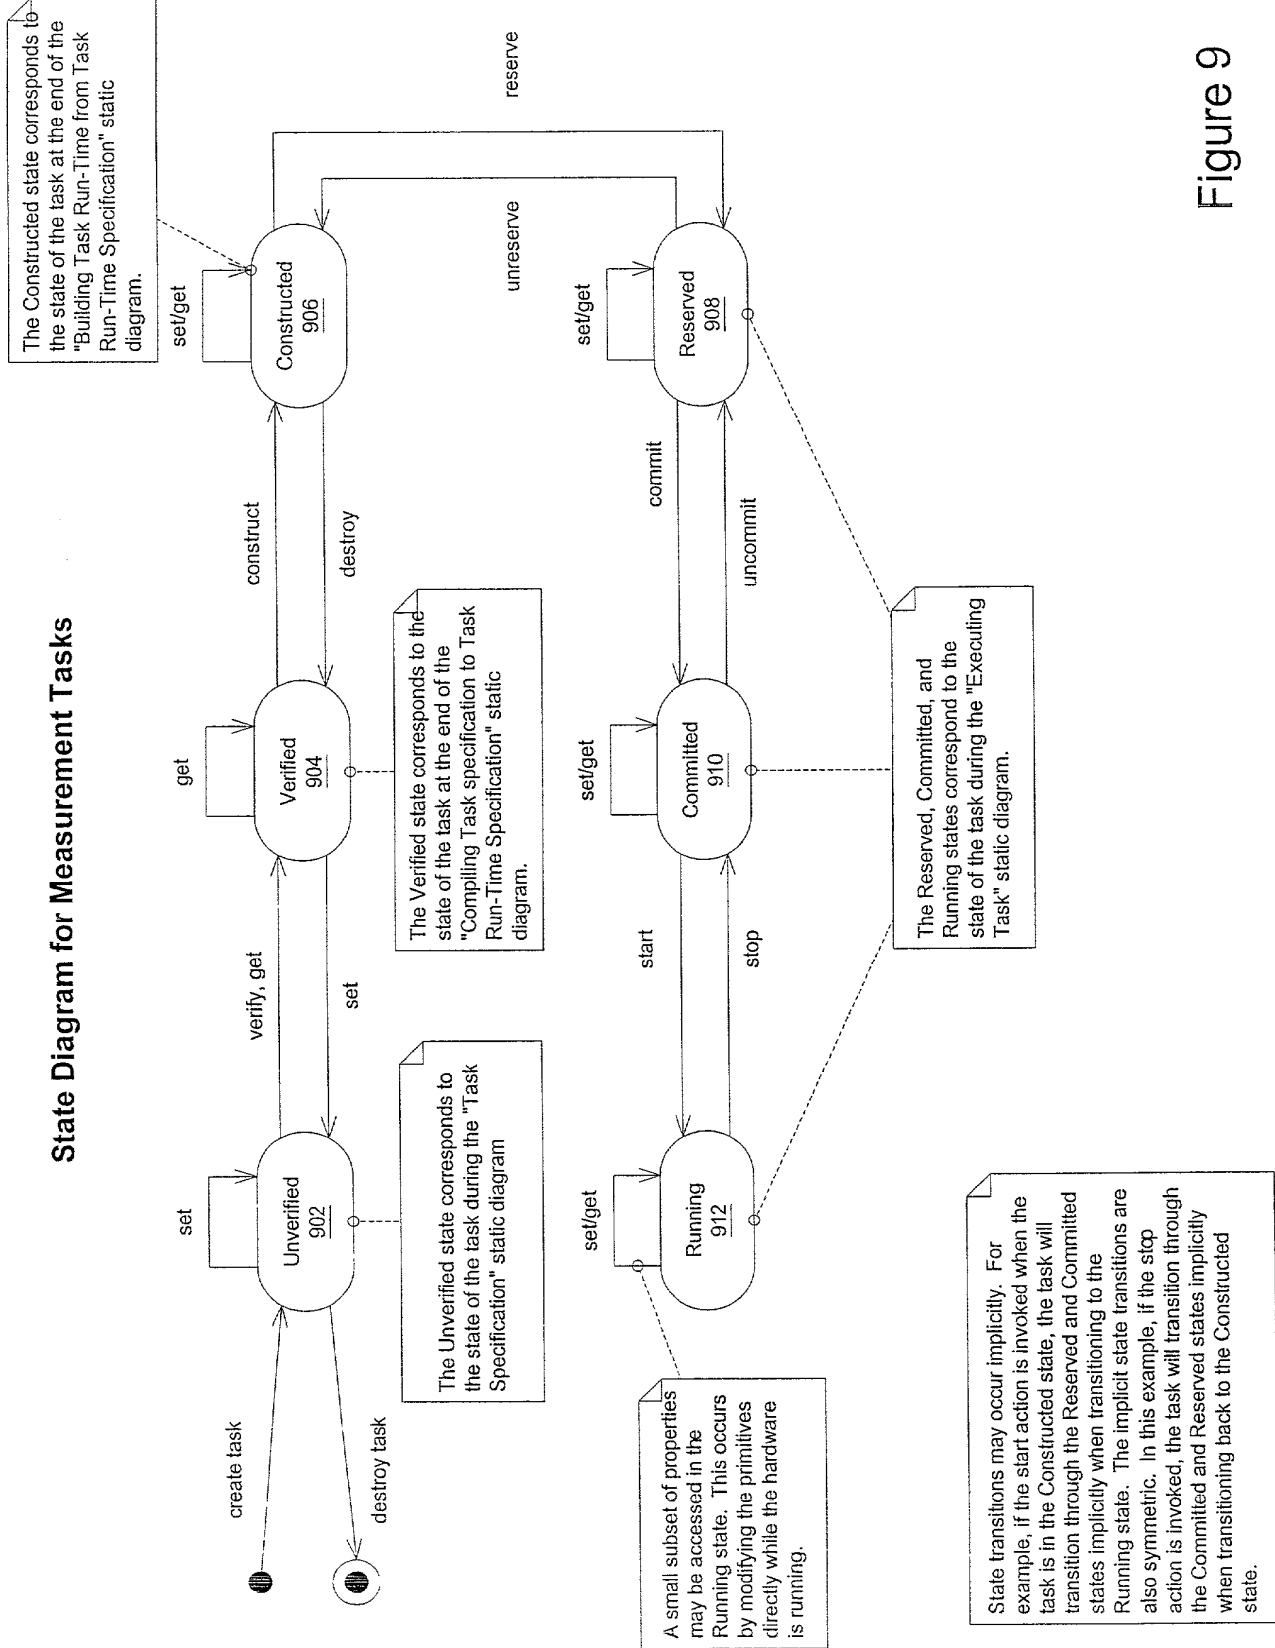 State Diagram for Measurement Tasks
create task
destroy task
set
Unverified
902
verify, get
set
get
Verified
904
construct
destroy
set/get
Constructed
906
The Constructed state corresponds to
the state of the task at the end of the
"Building Task Run-Time from Task
Run-Time Specification" static
diagram.
The Unverified state corresponds to
the state of the task during the "Task
Specification" static diagram
The Verified state corresponds to the
state of the task at the end of the
"Compiling Task specification to Task
Run-Time Specification" static
diagram.
unreserve
reserve
set/get
Running
912
start
stop
set/get
Committed
910
commit
uncommit
set/get
Reserved
908
A small subset of properties
may be accessed in the
Running state. This occurs
by modifying the primitives
directly while the hardware
is running.
The Reserved, Committed, and
Running states correspond to the
state of the task during the "Executing
Task" static diagram.
State transitions may occur implicitly. For
example, if the start action is invoked when the
task is in the Constructed state, the task will
transition through the Reserved and Committed
states implicitly when transitioning to the
Running state. The implicit state transitions are
also symmetric. In this example, if the stop
action is invoked, the task will transition through
the Committed and Reserved states implicitly
when transitioning back to the Constructed
state.
Figure 9